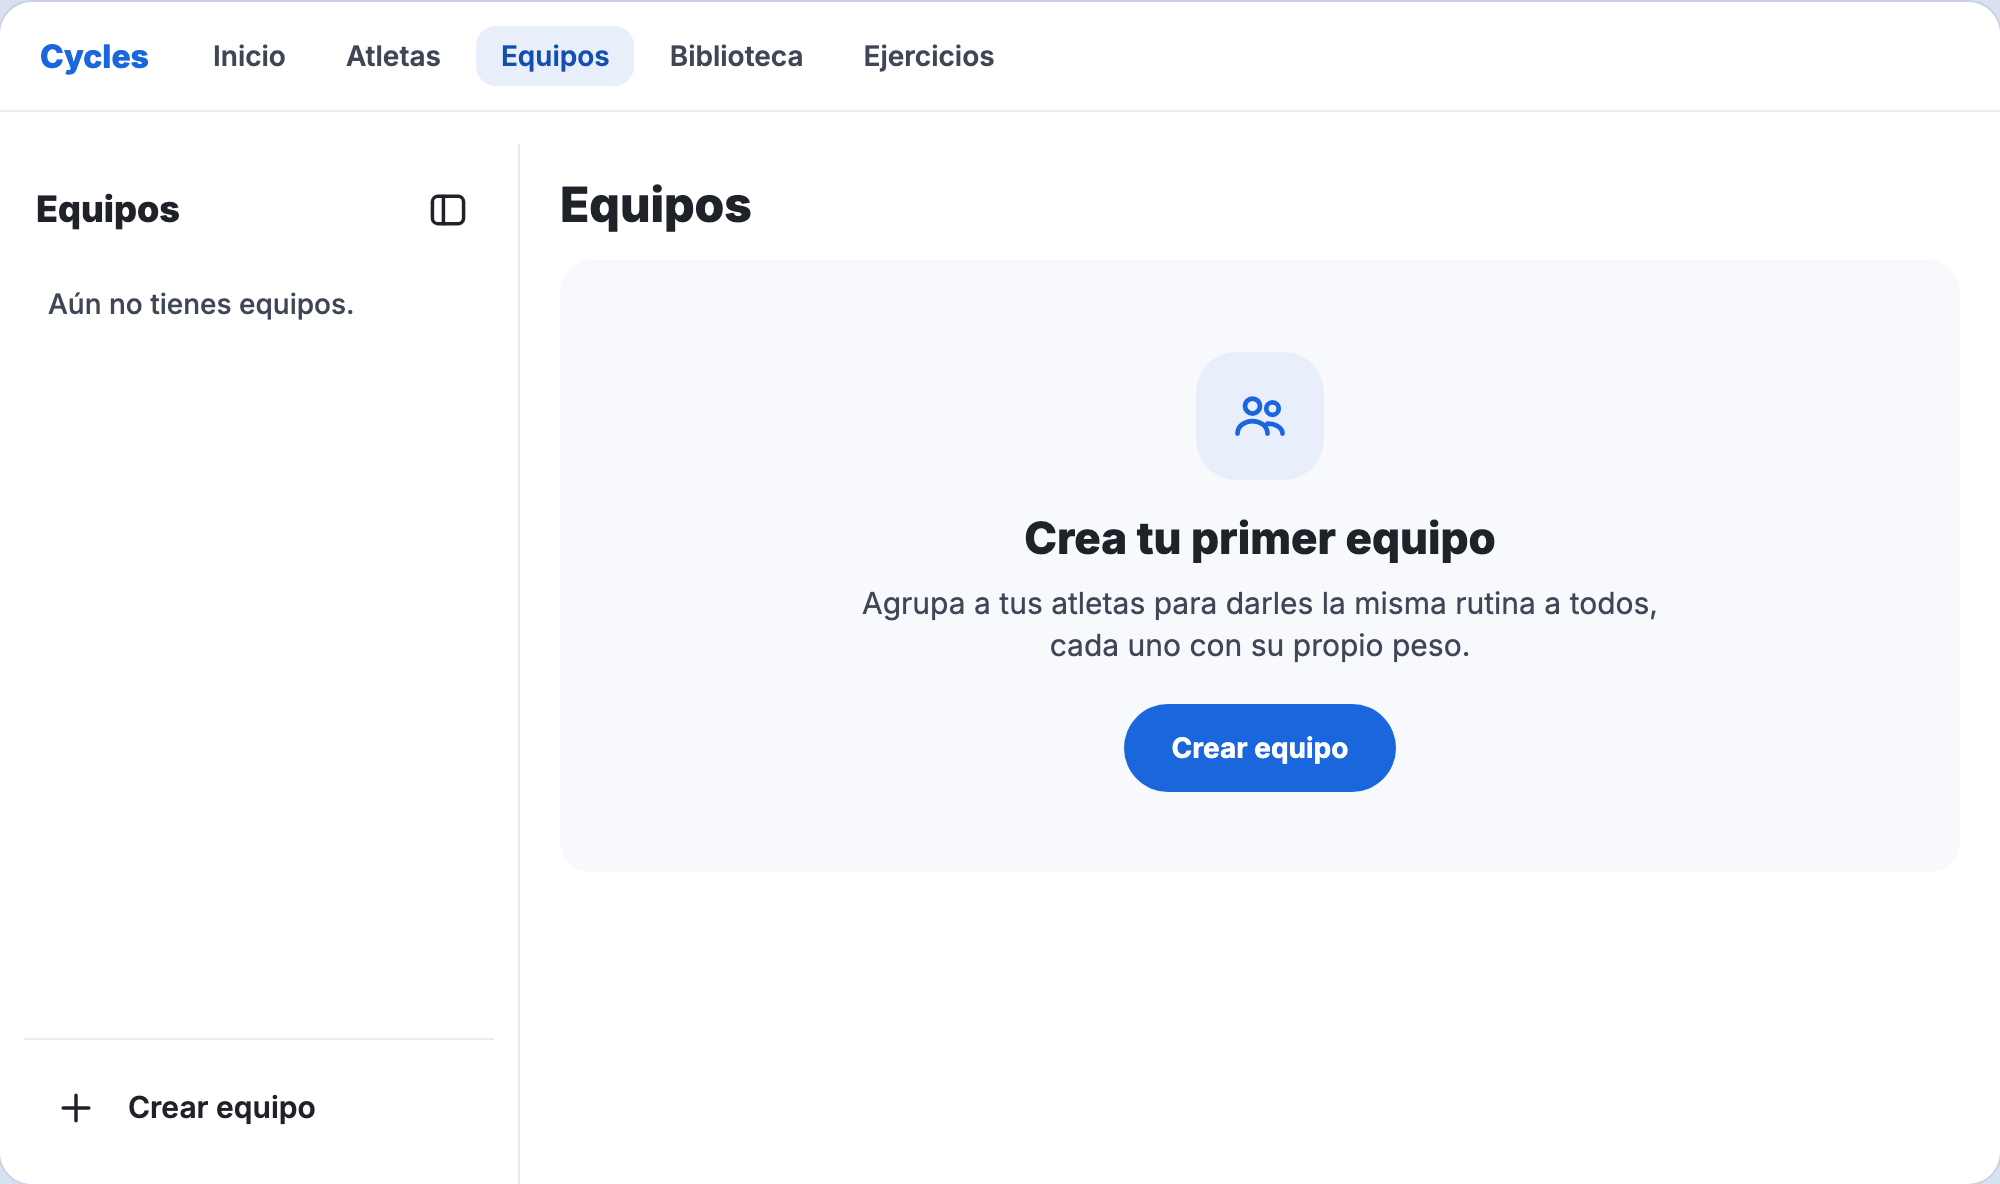 Cycles
Inicio
Atletas
Equipos
Biblioteca
Ejercicios
Equipos
Aún no tienes equipos.
Crear equipo
Equipos
Crea tu primer equipo
Agrupa a tus atletas para darles la misma rutina a todos,
cada uno con su propio peso.
Crear equipo